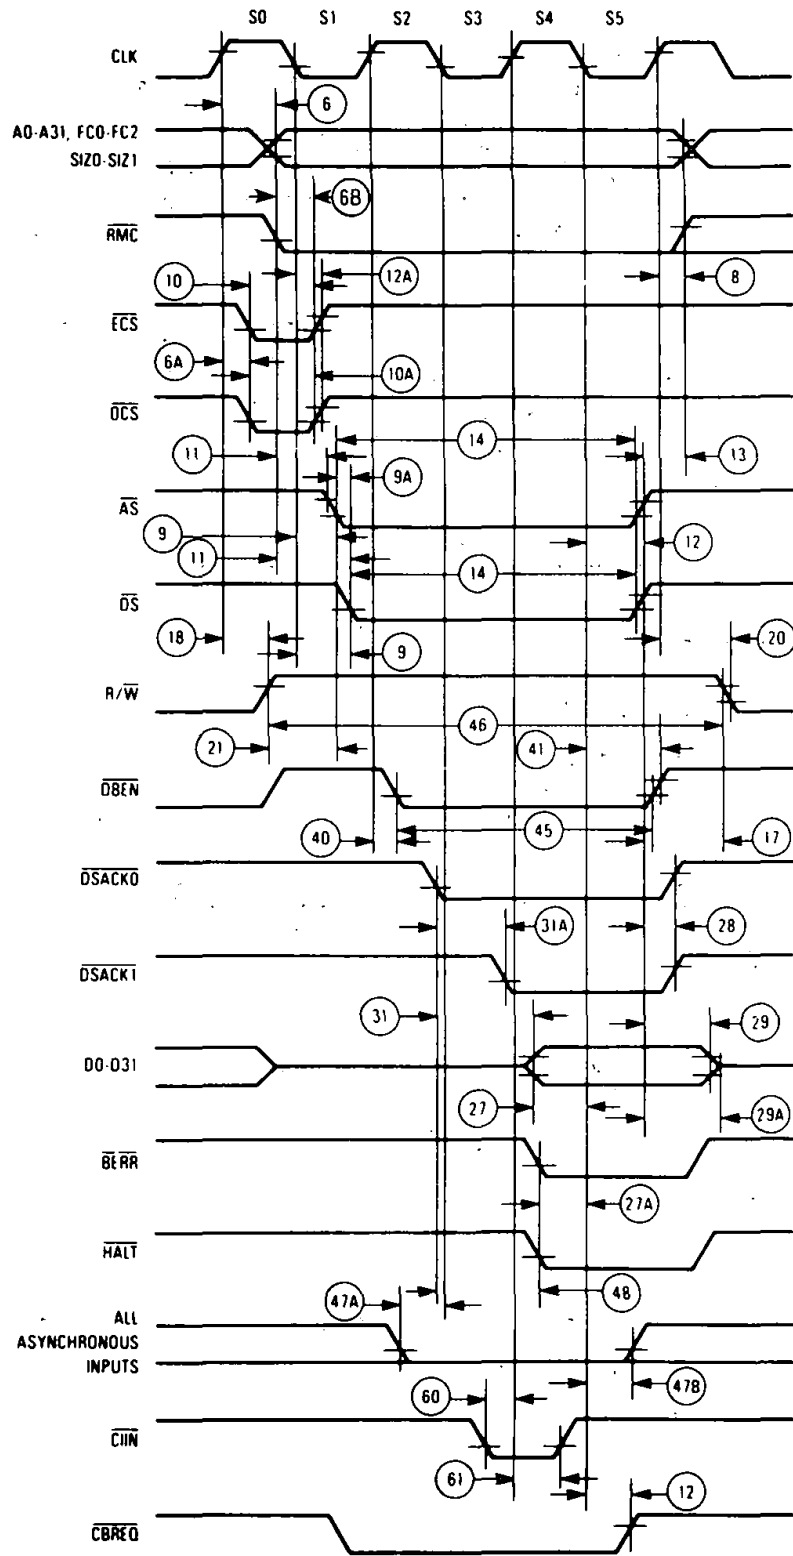 S0 S1 S2 S3 S4 S5
CLK
6
A0-A31, FC0-FC2
SIZ0-SIZ1
6B
RMC
10 12A 8
ECS
6A 10A
OCS
11 14 13
9A
AS
9 12
11
14
DS
18 9 20
R/W
46
21 41
DBEN
40 45 17
DSACK0
31A 28
DSACK1
31 29
D0-D31
27 29A
BERR
27A
HALT
47A 48
ALL
ASYNCHRONOUS
INPUTS
47B
60
CIIN
61 12
CBREQ